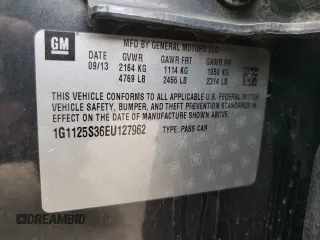 GM
MFD BY GENERAL MOTORS LLC
DATE GVWR GAWR FRT GAWR RR
09/13 2164 KG 1114 KG 1050 KG
4769 LB 2456 LB 2314 LB
THIS VEHICLE CONFORMS TO ALL APPLICABLE U.S. FEDERAL MOTOR
VEHICLE SAFETY, BUMPER, AND THEFT PREVENTION STANDARDS
IN EFFECT ON THE DATE OF MANUFACTURE SHOWN ABOVE.
1G1125S36EU127962 TYPE: PASS CAR
DREAMBID